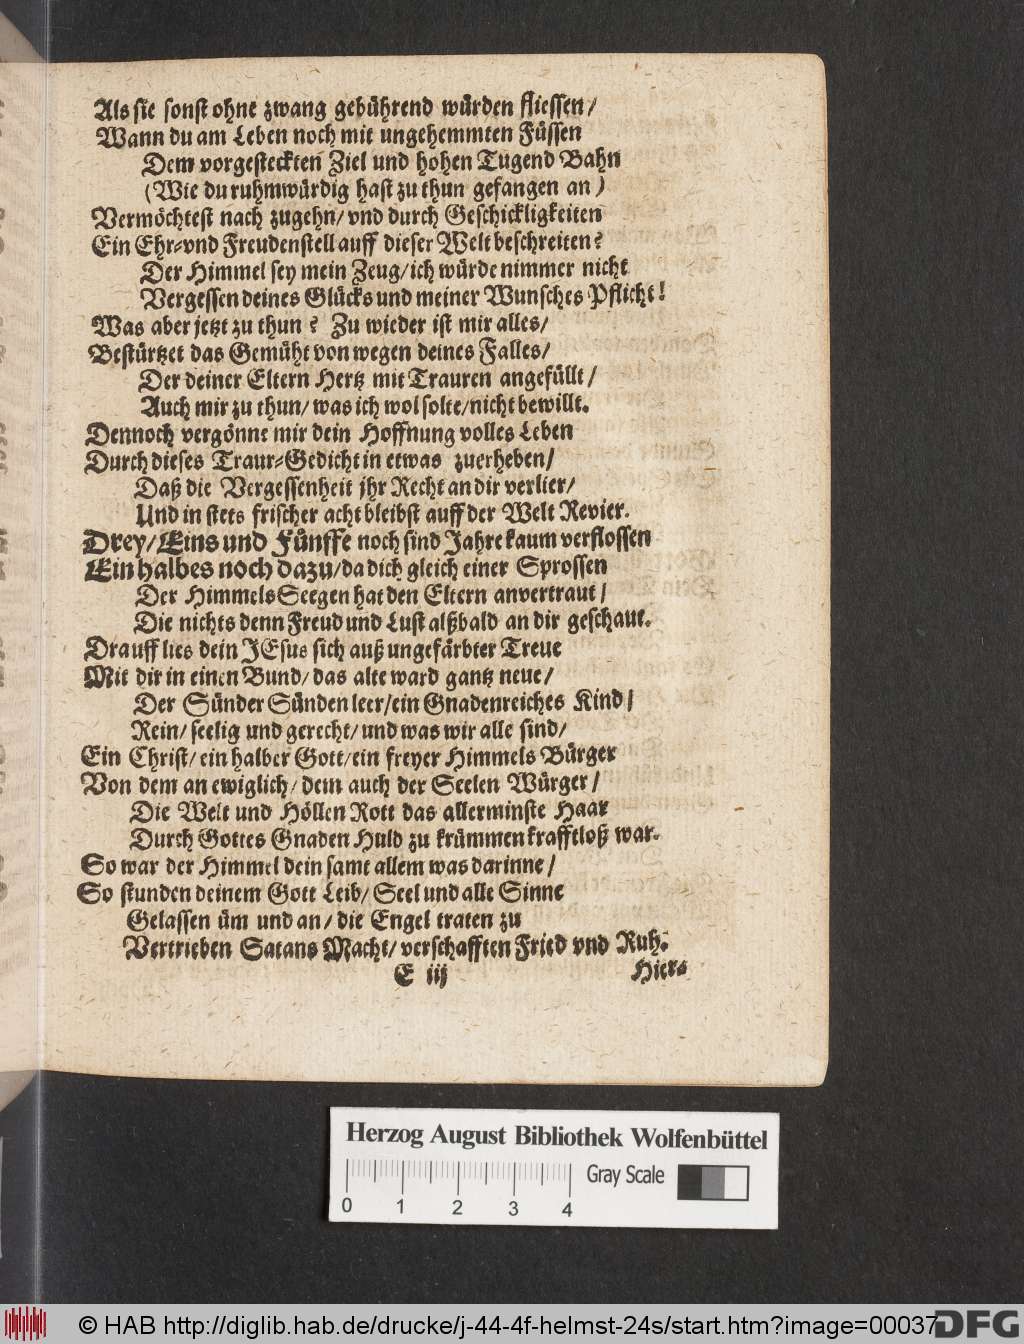 Als sie sonst ohne zwang gebührend würden fliessen/
Wann du am Leben noch mit ungehemmten Füssen
Dem vorgesteckten Ziel und hohen Tugend Bahn
(Wie du ruhmwürdig hast zu thun gefangen an)
Vermöchtest nach zugehn/ vnd durch Geschickligkeiten
Ein Ehr=vnd Freudenstell auff dieser Welt beschreiten?
Der Himmel sey mein Zeug/ich würde nimmer nicht
Vergessen deines Glücks und meiner Wunsches Pflicht!
Was aber jetzt zu thun? Zu wieder ist mir alles/
Bestürtzet das Gemüht von wegen deines Falles/
Der deiner Eltern Hertz mit Trauren angefüllt/
Auch mir zu thun/ was ich wol solte/nicht bewillt.
Dennoch vergönne mir dein Hoffnung volles Leben
Durch dieses Traur=Gedicht in etwas zuerheben/
Daß die Vergessenheit jhr Recht an dir verlier/
Und in stets frischer acht bleibst auff der Welt Revier.
Drey/Eins und Fünffe noch sind Jahre kaum verflossen
Ein halbes noch dazu/da dich gleich einer Sprossen
Der Himmels Seegen hat den Eltern anvertraut/
Die nichts denn Freud und Lust alßbald an dir geschaut.
Drauff lies dein JEsus sich auß ungefärbter Treue
Mit dir in einen Bund/ das alte ward gantz neue/
Der Sünder Sünden leer/ein Gnadenreiches Kind/
Rein/ seelig und gerecht/ und was wir alle sind/
Ein Christ/ ein halber Gott/ein freyer Himmels Bürger
Von dem an ewiglich/ dem auch der Seelen Würger/
Die Welt und Höllen Rott das allerminste Haar
Durch Gottes Gnaden Huld zu krümmen krafftloß war.
So war der Himmel dein samt allem was darinne/
So stunden deinem Gott Leib/ Seel und alle Sinne
Gelassen üm und an/ die Engel traten zu
Vertrieben Satans Macht/ verschafften Fried vnd Ruh.
E iij Hier=
Herzog August Bibliothek Wolfenbüttel
Gray Scale
0 1 2 3 4
© HAB http://diglib.hab.de/drucke/j-44-4f-helmst-24s/start.htm?image=00037
DFG